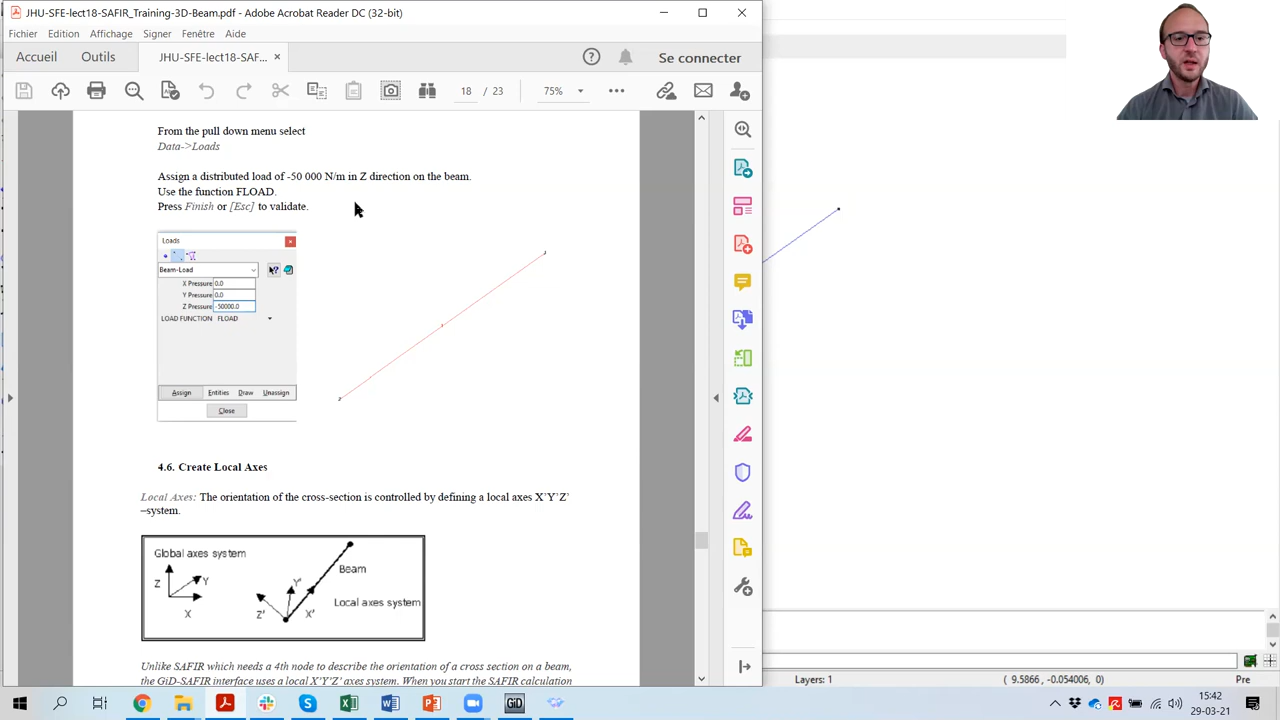 JHU-SFE-lect18-SAFIR_Training-3D-Beam.pdf - Adobe Acrobat Reader DC (32-bit)
Fichier Edition Affichage Signer Fenêtre Aide
Accueil Outils JHU-SFE-lect18-SAF... × Se connecter
18 / 23 75%
From the pull down menu select
Data->Loads
Assign a distributed load of -50 000 N/m in Z direction on the beam.
Use the function FLOAD.
Press Finish or [Esc] to validate.
Loads
Beam-Load
X Pressure 0.0
Y Pressure 0.0
Z Pressure -50000.0
LOAD FUNCTION FLOAD
Assign Entities Draw Unassign
Close
4.6. Create Local Axes
Local Axes: The orientation of the cross-section is controlled by defining a local axes X'Y'Z'
–system.
Global axes system
Z Y X
Beam
Y' Z' X'
Local axes system
Unlike SAFIR which needs a 4th node to describe the orientation of a cross section on a beam,
the GiD-SAFIR interface uses a local X'Y'Z' axes system. When you start the SAFIR calculation
Layers: 1 ( 9.5866, -0.054006, 0) Pre
GiD
15:42
29-03-21